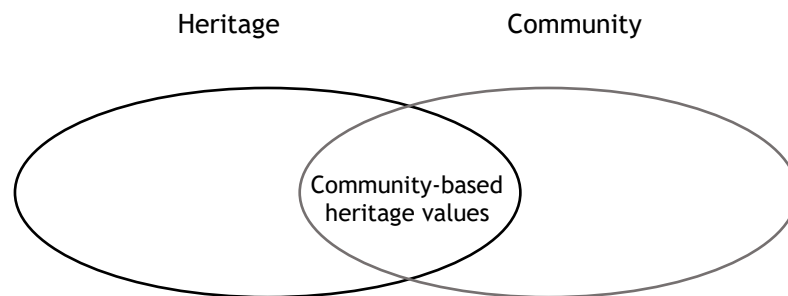 Heritage
Community
Community-based
heritage values